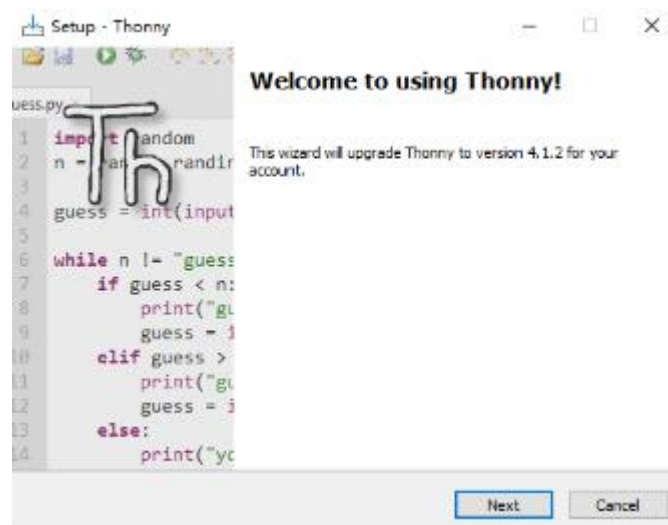 Setup - Thonny
Welcome to using Thonny!
This wizard will upgrade Thonny to version 4.1.2 for your
account.
uess.py
Th
1 import random
2 n =
3
4 guess = int(input
5
6 while n != "guess
7 if guess < n:
8 print("gu
9 guess = i
10 elif guess >
11 print("gu
12 guess = i
13 else:
14 print("yo
Next
Cancel